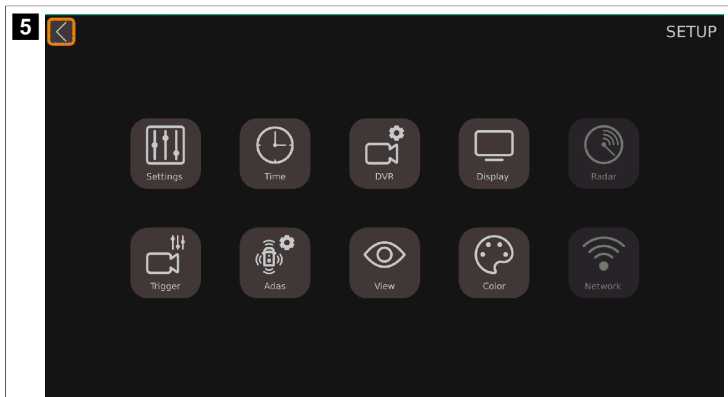 5
SETUP
Settings Time DVR Display Radar
Trigger Adas View Color Network